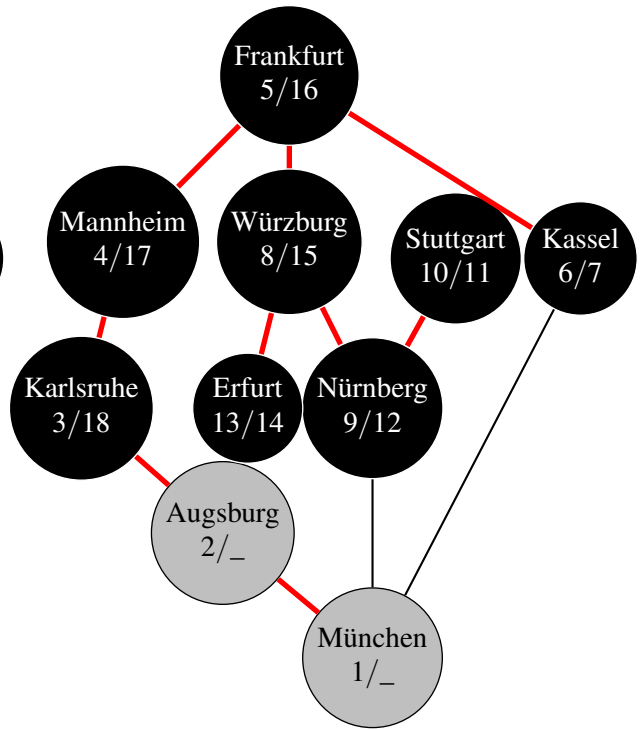 Frankfurt
5/16
Mannheim
4/17
Würzburg
8/15
Stuttgart
10/11
Kassel
6/7
Karlsruhe
3/18
Erfurt
13/14
Nürnberg
9/12
Augsburg
2/_
München
1/_